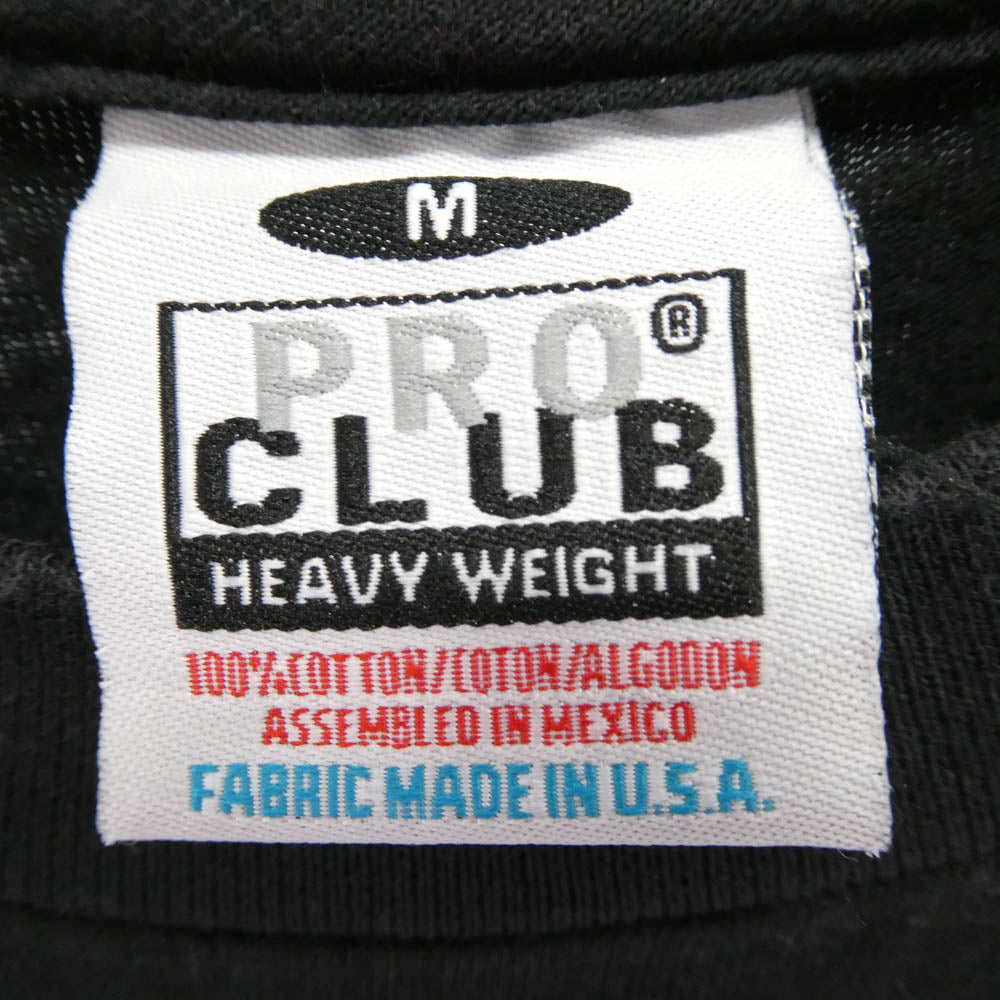 M
PRO ®
CLUB
HEAVY WEIGHT
100% COTTON/COTON/ALGODON
ASSEMBLED IN MEXICO
FABRIC MADE IN U.S.A.